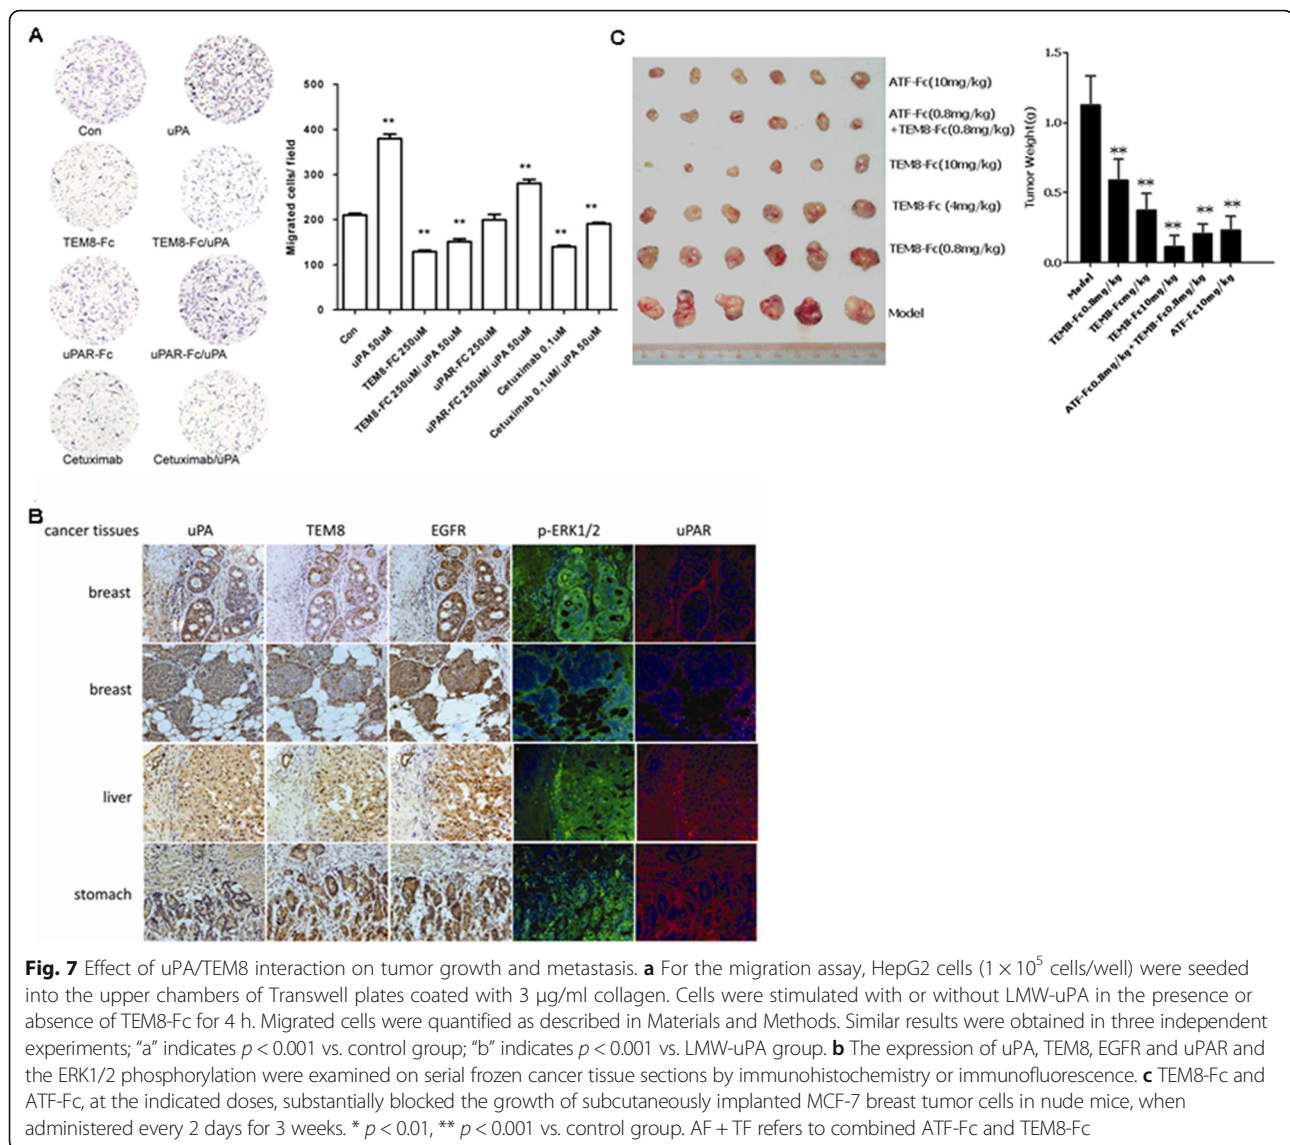 A
Con
uPA
TEM8-Fc
TEM8-Fc/uPA
uPAR-Fc
uPAR-Fc/uPA
Cetuximab
Cetuximab/uPA
Migrated cells/ field
500
400
300
200
100
0
**
**
**
**
**
**
Con
uPA 50uM
TEM8-FC 250uM
TEM8-FC 250uM/ uPA 50uM
uPAR-FC 250uM
uPAR-FC 250uM/ uPA 50uM
Cetuximab 0.1uM
Cetuximab 0.1uM/ uPA 50uM
C
ATF-Fc(10mg/kg)
ATF-Fc(0.8mg/kg)
+TEM8-Fc(0.8mg/kg)
TEM8-Fc(10mg/kg)
TEM8-Fc (4mg/kg)
TEM8-Fc(0.8mg/kg)
Model
Tumor Weight(g)
1.5
1.0
0.5
0.0
**
**
**
**
**
Model
TEM8-Fc0.8mg/kg
TEM8-Fcmg/kg
TEM8-Fc10mg/kg
ATF-Fc0.8mg/kg+TEM8-Fc0.8mg/kg
ATF-Fc10mg/kg
B
cancer tissues uPA TEM8 EGFR p-ERK1/2 uPAR
breast
breast
liver
stomach
Fig. 7 Effect of uPA/TEM8 interaction on tumor growth and metastasis. a For the migration assay, HepG2 cells (1 × 10⁵ cells/well) were seeded
into the upper chambers of Transwell plates coated with 3 μg/ml collagen. Cells were stimulated with or without LMW-uPA in the presence or
absence of TEM8-Fc for 4 h. Migrated cells were quantified as described in Materials and Methods. Similar results were obtained in three independent
experiments; “a” indicates p < 0.001 vs. control group; “b” indicates p < 0.001 vs. LMW-uPA group. b The expression of uPA, TEM8, EGFR and uPAR and
the ERK1/2 phosphorylation were examined on serial frozen cancer tissue sections by immunohistochemistry or immunofluorescence. c TEM8-Fc and
ATF-Fc, at the indicated doses, substantially blocked the growth of subcutaneously implanted MCF-7 breast tumor cells in nude mice, when
administered every 2 days for 3 weeks. * p < 0.01, ** p < 0.001 vs. control group. AF + TF refers to combined ATF-Fc and TEM8-Fc